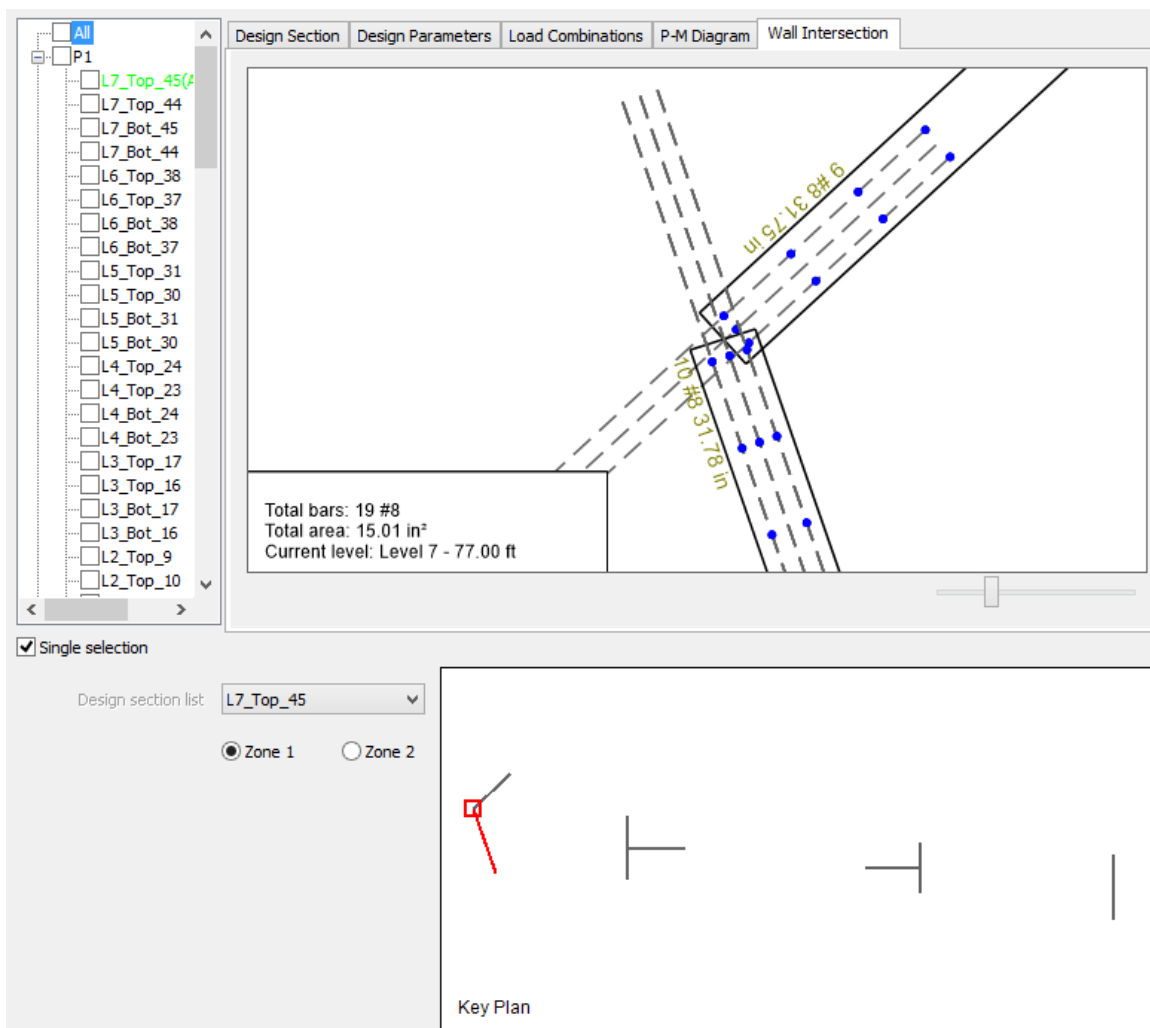 All
P1
L7_Top_45(A
L7_Top_44
L7_Bot_45
L7_Bot_44
L6_Top_38
L6_Top_37
L6_Bot_38
L6_Bot_37
L5_Top_31
L5_Top_30
L5_Bot_31
L5_Bot_30
L4_Top_24
L4_Top_23
L4_Bot_24
L4_Bot_23
L3_Top_17
L3_Top_16
L3_Bot_17
L3_Bot_16
L2_Top_9
L2_Top_10
Design Section Design Parameters Load Combinations P-M Diagram Wall Intersection
9 #8 31.75 in
10 #8 31.78 in
Total bars: 19 #8
Total area: 15.01 in²
Current level: Level 7 - 77.00 ft
Single selection
Design section list L7_Top_45
Zone 1 Zone 2
Key Plan